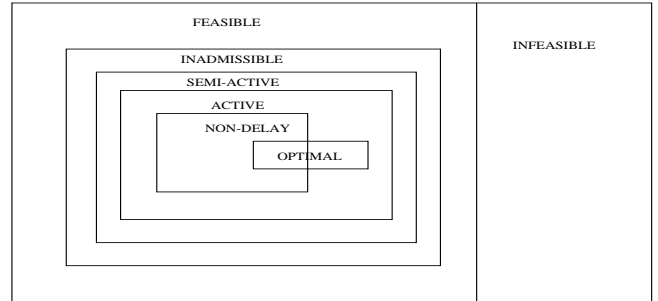 FEASIBLE
INFEASIBLE
INADMISSIBLE
SEMI-ACTIVE
ACTIVE
NON-DELAY
OPTIMAL